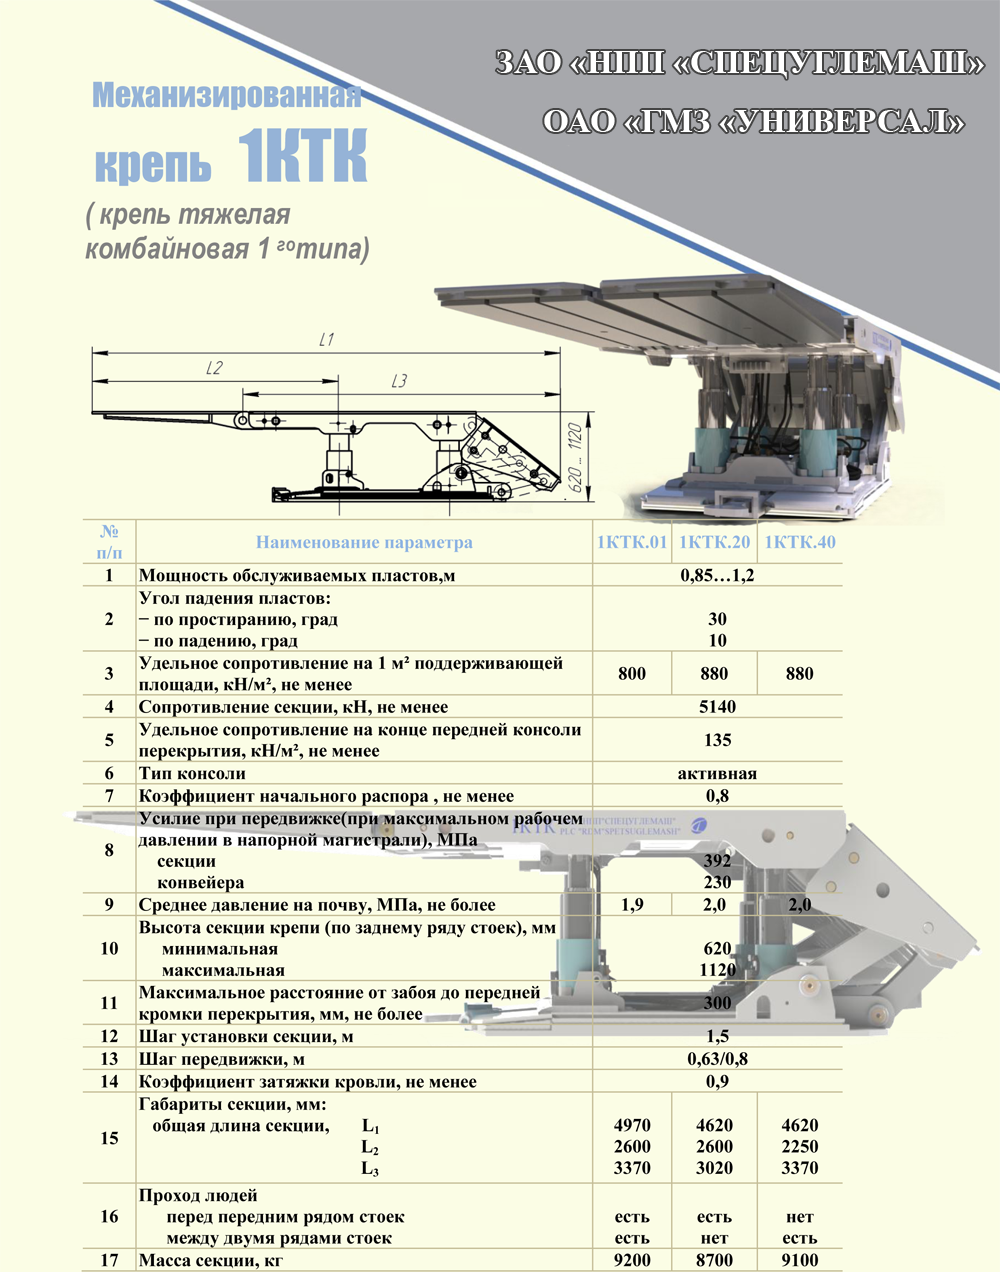 ЗАО «НПП «СПЕЦУГЛЕМАШ»
ОАО «ГМЗ «УНИВЕРСАЛ»
Механизированная
крепь 1КТК
( крепь тяжелая
комбайновая 1 готипа)
L1
L2
L3
620... 1120
№ п/п Наименование параметра 1КТК.01 1КТК.20 1КТК.40
1 Мощность обслуживаемых пластов,м 0,85…1,2
2 Угол падения пластов:
− по простиранию, град 30
− по падению, град 10
3 Удельное сопротивление на 1 м² поддерживающей
площади, кН/м², не менее 800 880 880
4 Сопротивление секции, кН, не менее 5140
5 Удельное сопротивление на конце передней консоли
перекрытия, кН/м², не менее 135
6 Тип консоли активная
7 Коэффициент начального распора , не менее 0,8
8 Усилие при передвижке(при максимальном рабочем
давлении в напорной магистрали), МПа
секции 392
конвейера 230
1КТК
PLC "REM"SPETSUGLEMASH"
9 Среднее давление на почву, МПа, не более 1,9 2,0 2,0
10 Высота секции крепи (по заднему ряду стоек), мм
минимальная 620
максимальная 1120
11 Максимальное расстояние от забоя до передней
кромки перекрытия, мм, не более 300
12 Шаг установки секции, м 1,5
13 Шаг передвижки, м 0,63/0,8
14 Коэффициент затяжки кровли, не менее 0,9
15 Габариты секции, мм:
общая длина секции, L₁ 4970 4620 4620
L₂ 2600 2600 2250
L₃ 3370 3020 3370
16 Проход людей
перед передним рядом стоек есть есть нет
между двумя рядами стоек есть нет есть
17 Масса секции, кг 9200 8700 9100